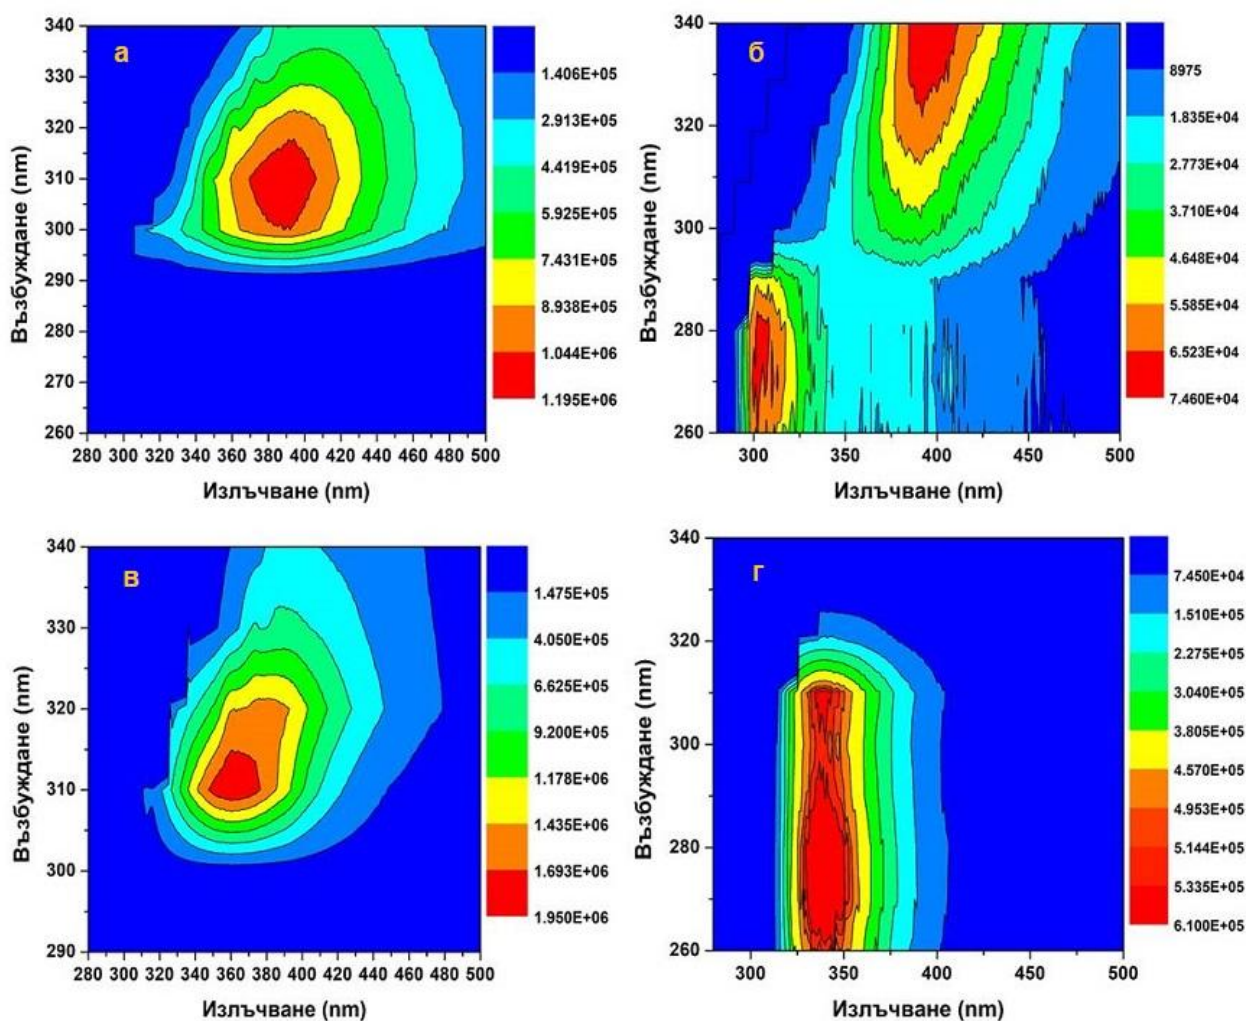 а
340
330
320
310
300
290
280
270
260
280 300 320 340 360 380 400 420 440 460 480 500
Възбуждане (nm)
Излъчване (nm)
1.406E+05
2.913E+05
4.419E+05
5.925E+05
7.431E+05
8.938E+05
1.044E+06
1.195E+06
б
340
320
300
280
260
300 350 400 450 500
Възбуждане (nm)
Излъчване (nm)
8975
1.835E+04
2.773E+04
3.710E+04
4.648E+04
5.585E+04
6.523E+04
7.460E+04
в
340
330
320
310
300
290
280 300 320 340 360 380 400 420 440 460 480 500
Възбуждане (nm)
Излъчване (nm)
1.475E+05
4.050E+05
6.625E+05
9.200E+05
1.178E+06
1.435E+06
1.693E+06
1.950E+06
г
340
320
300
280
260
300 350 400 450 500
Възбуждане (nm)
Излъчване (nm)
7.450E+04
1.510E+05
2.275E+05
3.040E+05
3.805E+05
4.570E+05
4.953E+05
5.144E+05
5.335E+05
6.100E+05